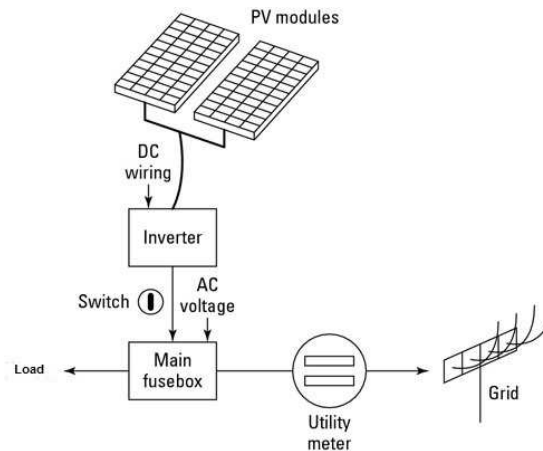 PV modules
DC
wiring
Inverter
Switch
AC
voltage
Load
Main
fusebox
Utility
meter
Grid